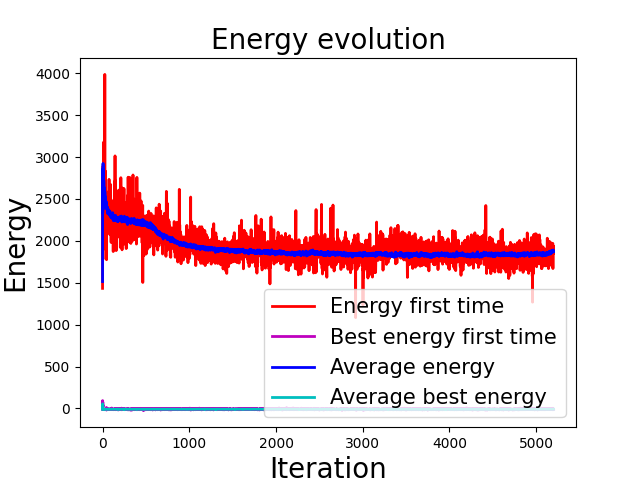 Energy evolution
4000
3500
3000
2500
2000
1500
1000
500
0
Energy
Energy first time
Best energy first time
Average energy
Average best energy
0 1000 2000 3000 4000 5000
Iteration